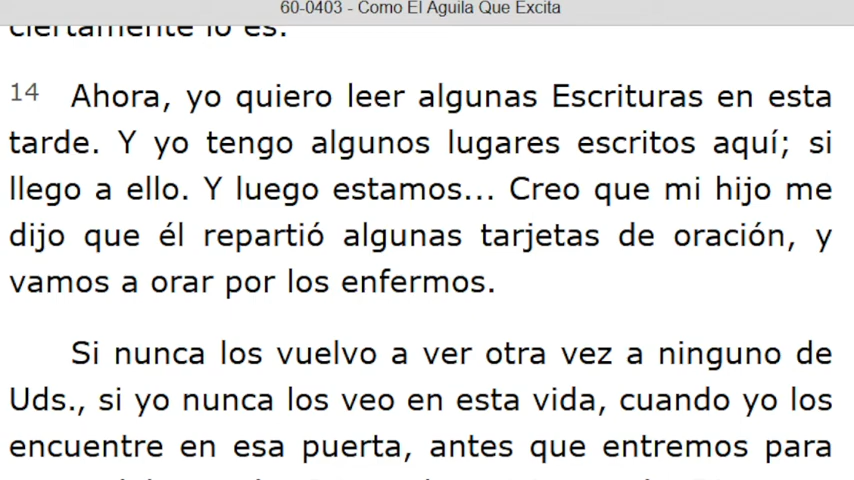 60-0403 - Como El Aguila Que Excita
ciertamente lo es.
14 Ahora, yo quiero leer algunas Escrituras en esta
tarde. Y yo tengo algunos lugares escritos aquí; si
llego a ello. Y luego estamos... Creo que mi hijo me
dijo que él repartió algunas tarjetas de oración, y
vamos a orar por los enfermos.
Si nunca los vuelvo a ver otra vez a ninguno de
Uds., si yo nunca los veo en esta vida, cuando yo los
encuentre en esa puerta, antes que entremos para